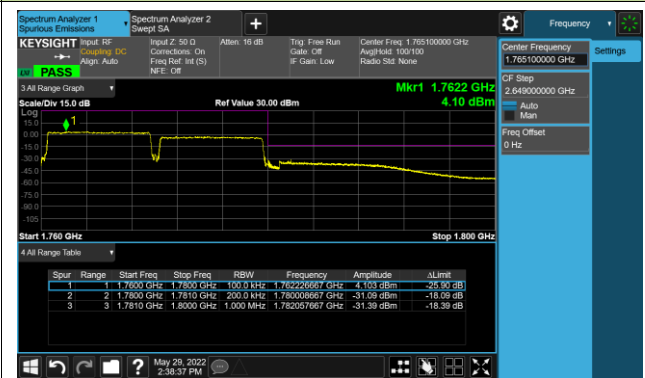 Spectrum Analyzer 1
Spurious Emissions
Spectrum Analyzer 2
Swept SA
+
Frequency
KEYSIGHT
Input: RF
Coupling: DC
Align: Auto
Input Z: 50 Ω
Corrections: On
Freq Ref: Int (S)
NFE: Off
Atten: 16 dB
Trig: Free Run
Gate: Off
IF Gain: Low
Center Freq: 1.765100000 GHz
Avg|Hold: 100/100
Radio Std: None
LXI
PASS
Center Frequency
1.765100000 GHz
Settings
CF Step
2.649000000 GHz
Auto
Man
Freq Offset
0 Hz
3 All Range Graph
Mkr1 1.7622 GHz
Scale/Div 15.0 dB
Ref Value 30.00 dBm
4.10 dBm
Log
15.0
0.00
-15.0
-30.0
-45.0
-60.0
-75.0
-90.0
-105
1
Start 1.760 GHz
Stop 1.800 GHz
4 All Range Table
Spur Range Start Freq Stop Freq RBW Frequency Amplitude ΔLimit
1 1 1.7600 GHz 1.7800 GHz 100.0 kHz 1.762226667 GHz 4.103 dBm -25.90 dB
2 2 1.7800 GHz 1.7810 GHz 200.0 kHz 1.780008667 GHz -31.09 dBm -18.09 dB
3 3 1.7810 GHz 1.8000 GHz 1.000 MHz 1.782057667 GHz -31.39 dBm -18.39 dB
?
May 29, 2022
2:38:37 PM